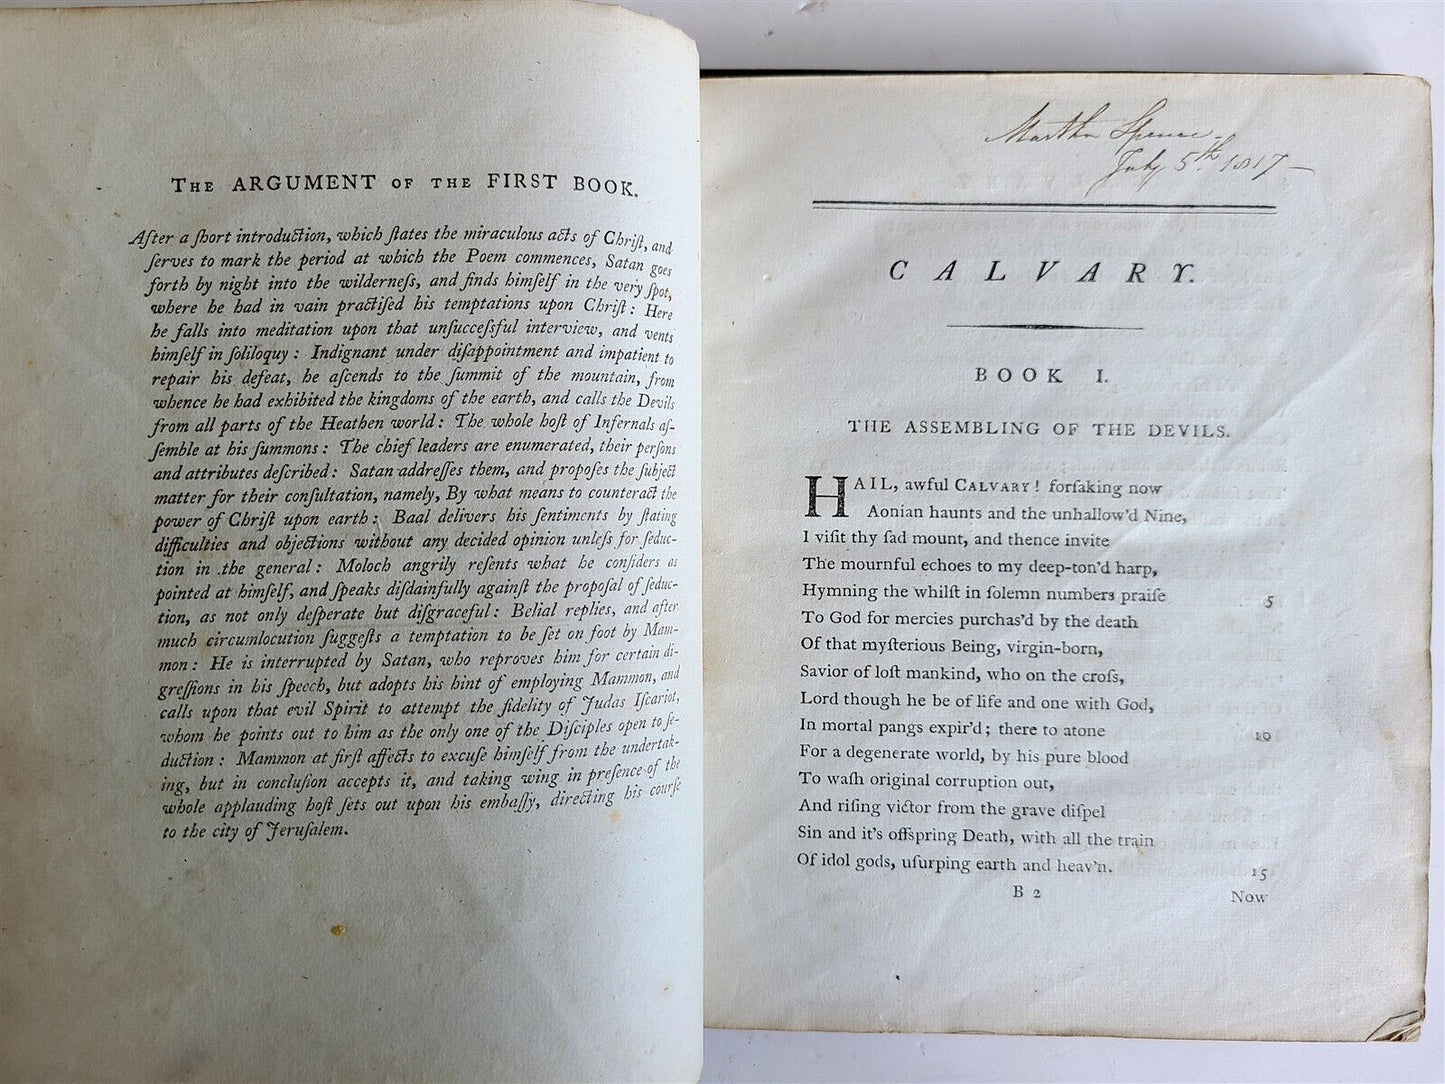 The ARGUMENT of the FIRST BOOK.
After a ſhort introduction, which ſtates the miraculous acts of Chriſt, and
ſerves to mark the period at which the Poem commences, Satan goes
forth by night into the wilderneſs, and finds himſelf in the very ſpot,
where he had in vain practiſed his temptations upon Chriſt: Here
he falls into meditation upon that unſucceſsful interview, and vents
himſelf in ſoliloquy: Indignant under diſappointment and impatient to
repair his defeat, he aſcends to the ſummit of the mountain, from
whence he had exhibited the kingdoms of the earth, and calls the Devils
from all parts of the Heathen world: The whole hoſt of Infernals aſ-
ſemble at his ſummons: The chief leaders are enumerated, their perſons
and attributes deſcribed: Satan addreſſes them, and propoſes the ſubject
matter for their conſultation, namely, By what means to counteract the
power of Chriſt upon earth: Baal delivers his ſentiments by ſtating
difficulties and objections without any decided opinion unleſs for ſeduc-
tion in the general: Moloch angrily reſents what he conſiders as
pointed at himſelf, and ſpeaks diſdainfully against the propoſal of ſeduc-
tion, as not only deſperate but diſgraceful: Belial replies, and after
much circumlocution ſuggeſts a temptation to be ſet on foot by Mam-
mon: He is interrupted by Satan, who reproves him for certain di-
greſſions in his ſpeech, but adopts his hint of employing Mammon, and
calls upon that evil Spirit to attempt the fidelity of Judas Iſcariot,
whom he points out to him as the only one of the Diſciples open to ſe-
duction: Mammon at firſt affects to excuſe himſelf from the undertak-
ing, but in concluſion accepts it, and taking wing in preſence of the
whole applauding hoſt ſets out upon his embaſſy, directing his courſe
to the city of Jeruſalem.
Martha Spence
July 5th 1817
CALVARY.
BOOK I.
THE ASSEMBLING OF THE DEVILS.
HAIL, awful CALVARY! forſaking now
Aonian haunts and the unhallow'd Nine,
I viſit thy ſad mount, and thence invite
The mournful echoes to my deep-ton'd harp,
Hymning the whilſt in ſolemn numbers praiſe 5
To God for mercies purchas'd by the death
Of that myſterious Being, virgin-born,
Savior of loſt mankind, who on the croſs,
Lord though he be of life and one with God,
In mortal pangs expir'd; there to atone 10
For a degenerate world, by his pure blood
To waſh original corruption out,
And riſing victor from the grave diſpel
Sin and it's offspring Death, with all the train
Of idol gods, uſurping earth and heav'n. 15
B 2 Now